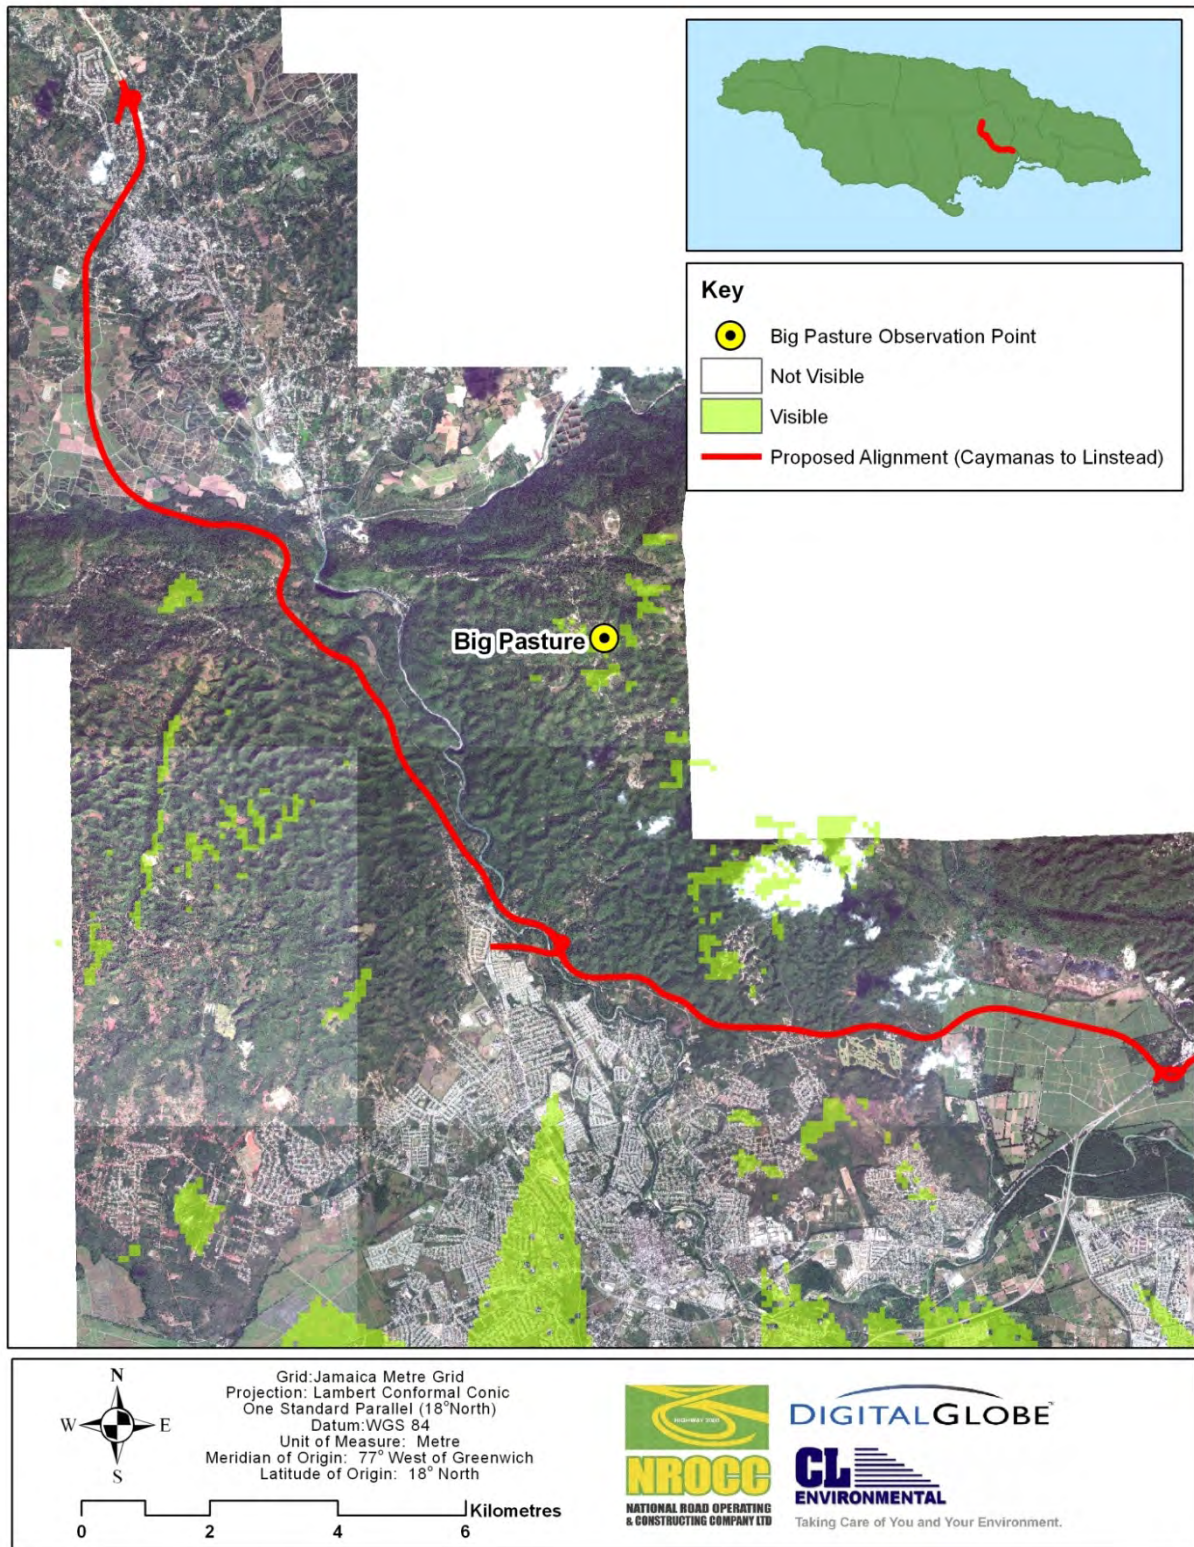 Key
Big Pasture Observation Point
Not Visible
Visible
Proposed Alignment (Caymanas to Linstead)
Big Pasture
N
W
E
S
Grid:Jamaica Metre Grid
Projection: Lambert Conformal Conic
One Standard Parallel (18°North)
Datum:WGS 84
Unit of Measure: Metre
Meridian of Origin: 77° West of Greenwich
Latitude of Origin: 18° North
Kilometres
0 2 4 6
HIGHWAY 2000
NROCC
NATIONAL ROAD OPERATING
& CONSTRUCTING COMPANY LTD
DIGITALGLOBE
CL
ENVIRONMENTAL
Taking Care of You and Your Environment.